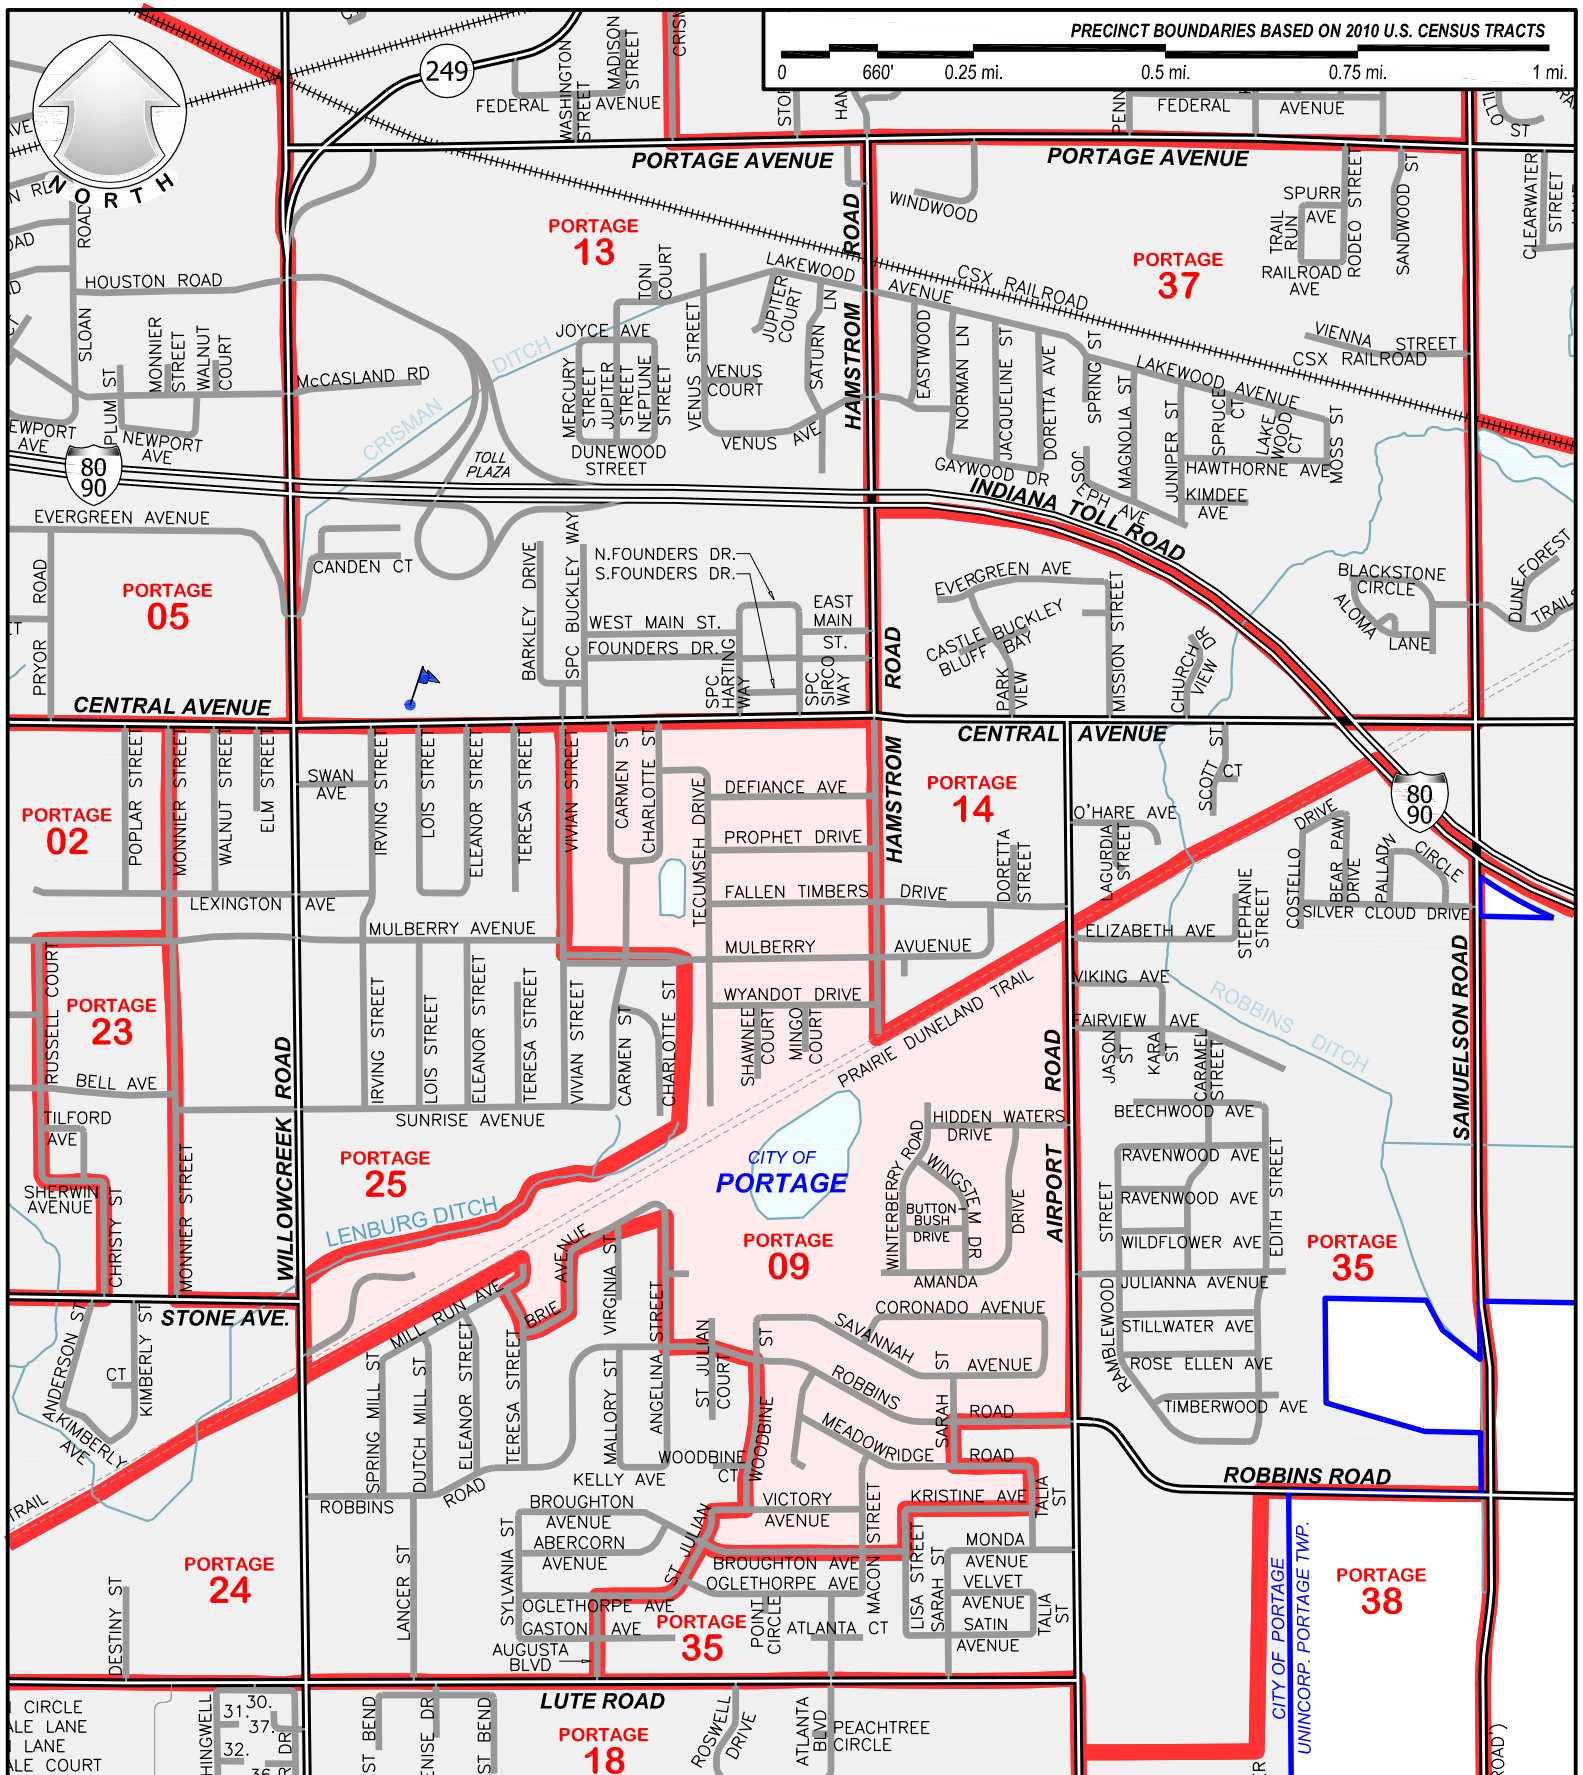 PRECINCT BOUNDARIES BASED ON 2010 U.S. CENSUS TRACTS
0 660' 0.25 mi. 0.5 mi. 0.75 mi. 1 mi.
NORTH
249
FEDERAL AVENUE
WASHINGTON STREET
MADISON STREET
FEDERAL AVENUE
ST
PORTAGE AVENUE
PORTAGE AVENUE
CLEARWATER STREET
WINDWOOD
SPURR AVE
TRAIL RUN
RODEO STREET
SANDWOOD ST
RAILROAD AVE
PORTAGE
13
PORTAGE
37
HAMSTROM ROAD
TONI COURT
LAKEWOOD AVENUE
CSX RAILROAD
HOUSTON ROAD
SLOAN ROAD
JUPITER COURT
SATURN LN
JOYCE AVE
VENUS STREET
VIENNA STREET
CSX RAILROAD
MONNIER STREET
WALNUT COURT
PLUM ST
McCASLAND RD
CRISMAN DITCH
MERCURY STREET
JUPITER STREET
NEPTUNE STREET
VENUS COURT
VENUS AVE
DUNEWOOD STREET
EASTWOOD
NORMAN LN
JACQUELINE ST
DORETTA AVE
SPRING ST
MAGNOLIA ST
LAKEWOOD AVENUE
JUNIPER ST
SPRUCE CT
LAKE WOOD CT
MOSS ST
HAWTHORNE AVE
GAYWOOD DR
JOSEPH AVE
KIMDEE AVE
NEWPORT AVE
80
90
TOLL PLAZA
INDIANA TOLL ROAD
EVERGREEN AVENUE
CANDEN CT
PRYOR ROAD
PORTAGE
05
BARKLEY DRIVE
SPC BUCKLEY WAY
N.FOUNDERS DR.
S.FOUNDERS DR.
WEST MAIN ST.
EAST MAIN ST.
FOUNDERS DR.
SPC HARTING WAY
SPC SIRCO WAY
HAMSTROM ROAD
EVERGREEN AVE
CASTLE BLUFF
BUCKLEY BAY
PARK VIEW
MISSION STREET
CHURCH VIEW DR
BLACKSTONE CIRCLE
ALOMA LANE
DUNE FOREST
TRAILS
CENTRAL AVENUE
CENTRAL AVENUE
PORTAGE
02
POPLAR STREET
MONNIER STREET
WALNUT STREET
ELM STREET
SWAN AVE
IRVING STREET
LOIS STREET
ELEANOR STREET
TERESA STREET
VIVIAN STREET
CARMEN ST
CHARLOTTE ST
TECUMSEH DRIVE
DEFIANCE AVE
PROPHET DRIVE
FALLEN TIMBERS DRIVE
MULBERRY AVUENUE
WYANDOT DRIVE
SHAWNEE COURT
MINGO COURT
PORTAGE
14
DORETTA STREET
O'HARE AVE
LAGURDIA STREET
SCOTT ST
CT
80
90
COSTELLO DRIVE
BEAR PAW DRIVE
PALLADIN CIRCLE
SILVER CLOUD DRIVE
STEPHANIE STREET
ELIZABETH AVE
VIKING AVE
FAIRVIEW AVE
JASON ST
KARA ST
CARAMEL STREET
ROBBINS DITCH
SAMUELSON ROAD
PRAIRIE DUNELAND TRAIL
AIRPORT ROAD
LEXINGTON AVE
MULBERRY AVENUE
RUSSELL COURT
PORTAGE
23
BELL AVE
TILFORD AVE
SHERWIN AVENUE
CHRISTY ST
MONNIER STREET
WILLOWCREEK ROAD
IRVING STREET
LOIS STREET
ELEANOR STREET
TERESA STREET
VIVIAN STREET
CARMEN ST
CHARLOTTE ST
SUNRISE AVENUE
PORTAGE
25
LENBURG DITCH
CITY OF
PORTAGE
PORTAGE
09
HIDDEN WATERS DRIVE
WINTERBERRY ROAD
WINGSTEM DR
BUTTON-BUSH DRIVE
DRIVE
AMANDA
BEECHWOOD AVE
RAVENWOOD AVE
RAVENWOOD AVE
WILDFLOWER AVE
JULIANNA AVENUE
STILLWATER AVE
ROSE ELLEN AVE
TIMBERWOOD AVE
RAMBLEWOOD STREET
EDITH STREET
PORTAGE
35
STONE AVE.
ANDERSON ST
KIMBERLY ST
CT
KIMBERLY AVE
TRAIL
MILL RUN AVE
BRIE AVENUE
VIRGINIA ST
ANGELINA STREET
SPRING MILL ST
DUTCH MILL ST
ELEANOR STREET
TERESA STREET
MALLORY ST
ST JULIAN COURT
WOODBINE ST
WOODBINE CT
KELLY AVE
ROBBINS ROAD
CORONADO AVENUE
SAVANNAH AVENUE
ROBBINS ROAD
SARAH ST
MEADOWRIDGE ROAD
ROBBINS ROAD
VICTORY AVENUE
KRISTINE AVE
TALIA ST
MACON STREET
LISA STREET
SARAH ST
MONDA AVENUE
VELVET AVENUE
SATIN AVENUE
TALIA ST
BROUGHTON AVENUE
ABERCORN AVENUE
SYLVANIA ST
ST JULIAN
BROUGHTON AVE
OGLETHORPE AVE
OGLETHORPE AVE
GASTON AVE
AUGUSTA BLVD
POINT CIRCLE
ATLANTA CT
PORTAGE
35
PORTAGE
24
DESTINY ST
LANCER ST
PORTAGE
38
CITY OF PORTAGE
UNINCORP. PORTAGE TWP.
LUTE ROAD
PORTAGE
18
ROSWELL DRIVE
ATLANTA BLVD
PEACHTREE CIRCLE
CIRCLE
LANE
LANE
COURT
30.
31.
37.
32.